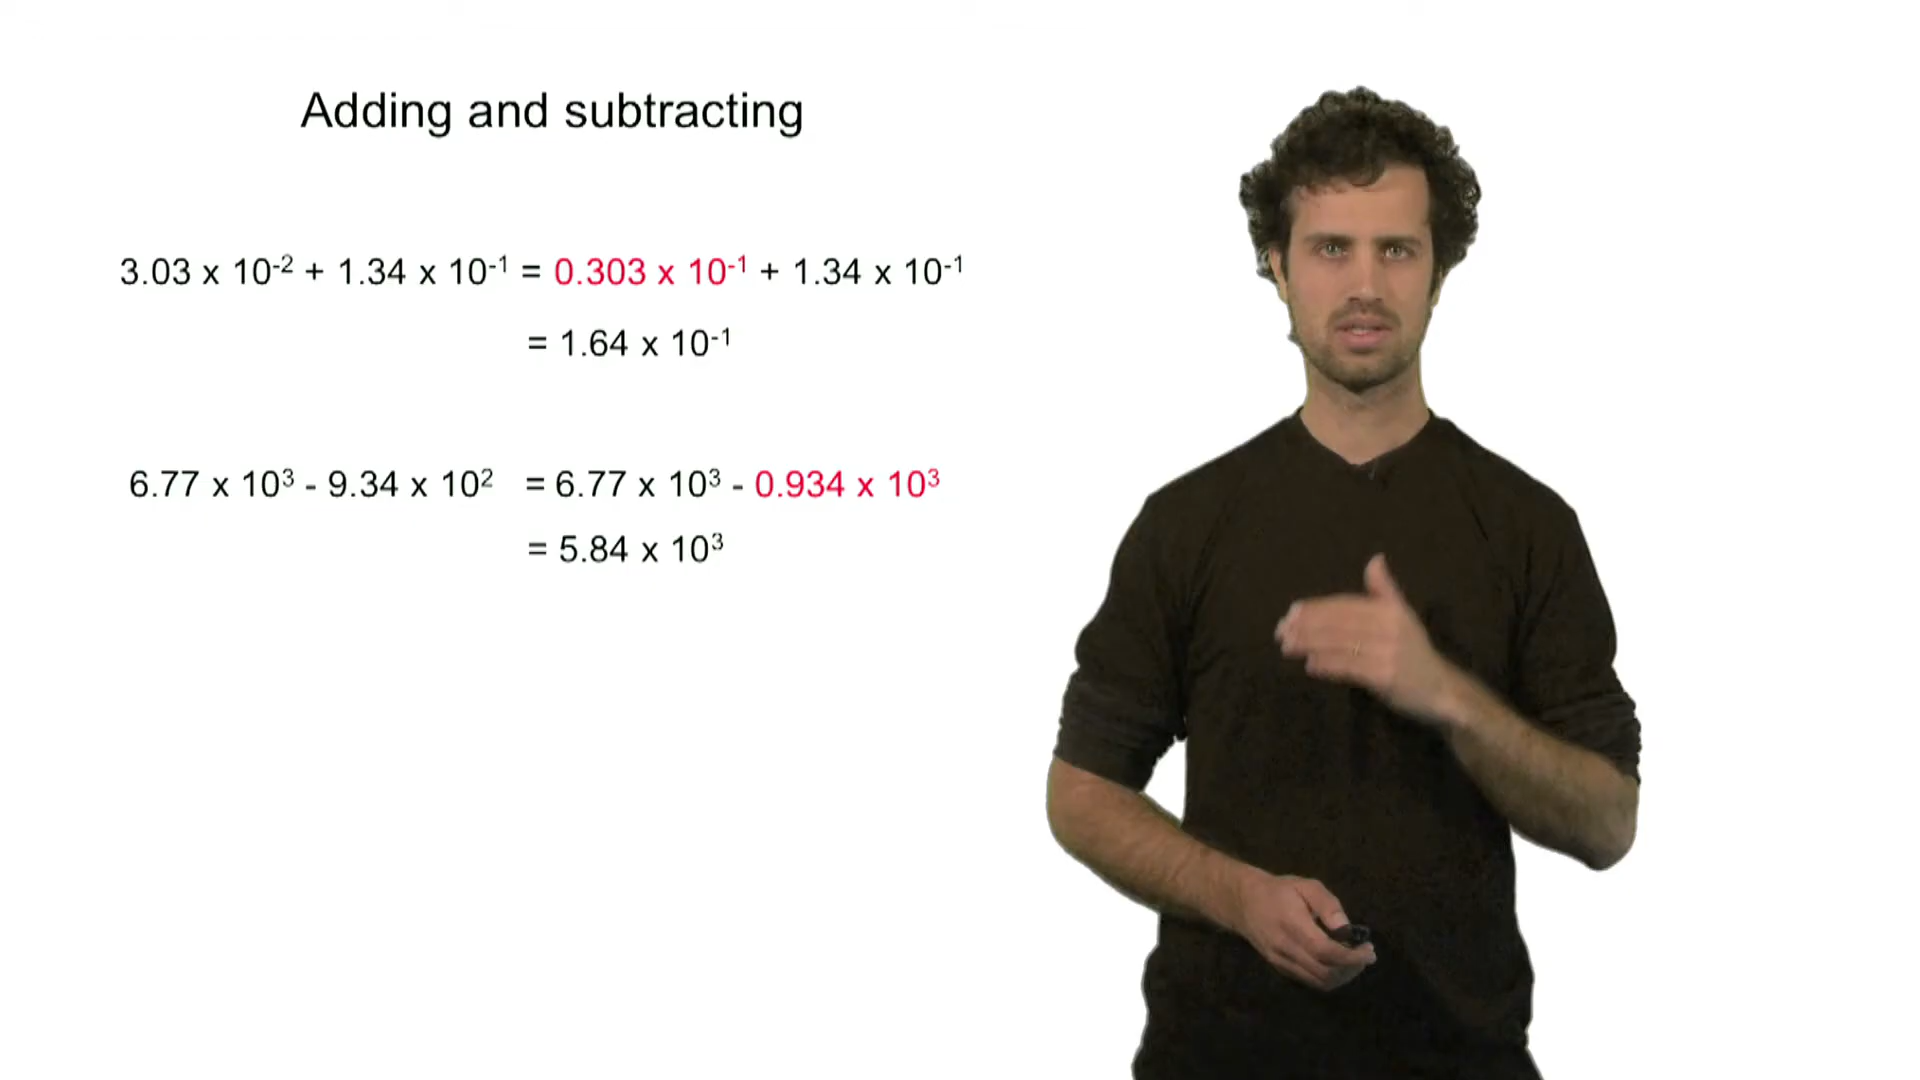 Adding and subtracting
3.03 x 10⁻² + 1.34 x 10⁻¹ = 0.303 x 10⁻¹ + 1.34 x 10⁻¹
= 1.64 x 10⁻¹
6.77 x 10³ - 9.34 x 10² = 6.77 x 10³ - 0.934 x 10³
= 5.84 x 10³